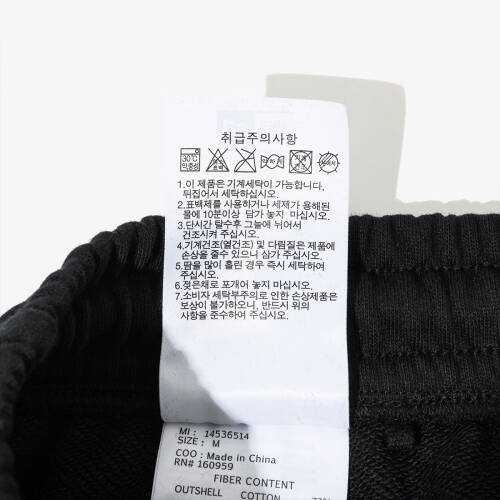 취급주의사항
30℃
1.이 제품은 기계세탁이 가능합니다,
뒤집어서 세탁하십시오.
2.표백제를 사용하거나 세제가 용해된
물에 10분이상 담가 놓지 마십시오.
3.단시간 탈수후 그늘에 뉘어서
건조시켜 주십시오.
4.기계건조(열건조) 및 다림질은 제품에
손상을 줄수 있으니 삼가 주십시오.
5.땀을 많이 흘린 경우 즉시 세탁하여
주십시오.
6.젖은채로 포개어 놓지 마십시오.
7.소비자 세탁부주의로 인한 손상제품은
보상이 불가하오니, 반드시 위의
사항을 준수하여 주십시오.
MI: 14536514
SIZE: M
COO: Made in China
RN# 160959
FIBER CONTENT
OUTSHELL COTTON